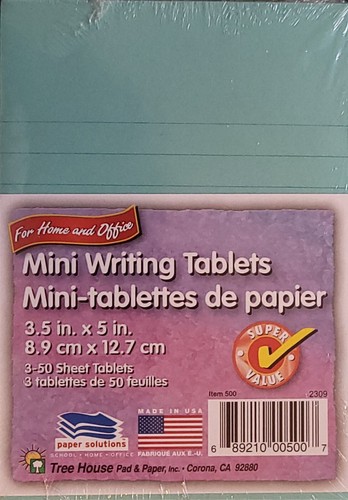 For Home and Office
Mini Writing Tablets
Mini-tablettes de papier
3.5 in. x 5 in.
8.9 cm x 12.7 cm
3-50 Sheet Tablets
3 tablettes de 50 feuilles
SUPER
VALUE
Item 500
2309
paper solutions
SCHOOL • HOME • OFFICE
MADE IN USA
FABRIQUÉ AUX E.-U.
6 89210 00500 7
Tree House Pad & Paper, Inc. • Corona, CA 92880